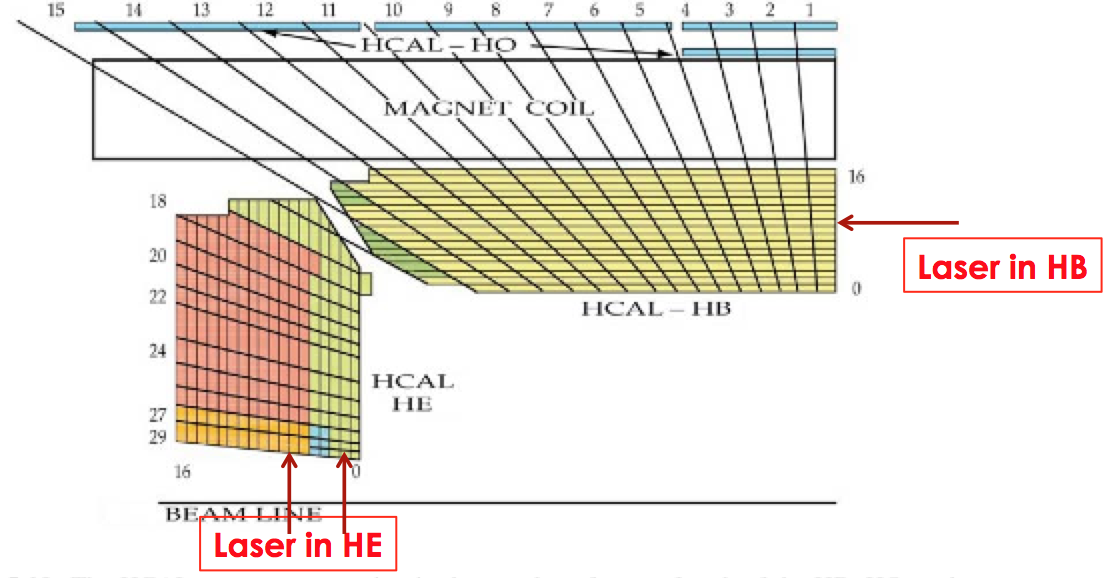 15 14 13 12 11 10 9 8 7 6 5 4 3 2 1
HCAL – HO
MAGNET COIL
16
18
20
Laser in HB
0
22
HCAL – HB
24
HCAL
HE
27
29
16 0
BEAM LINE
Laser in HE